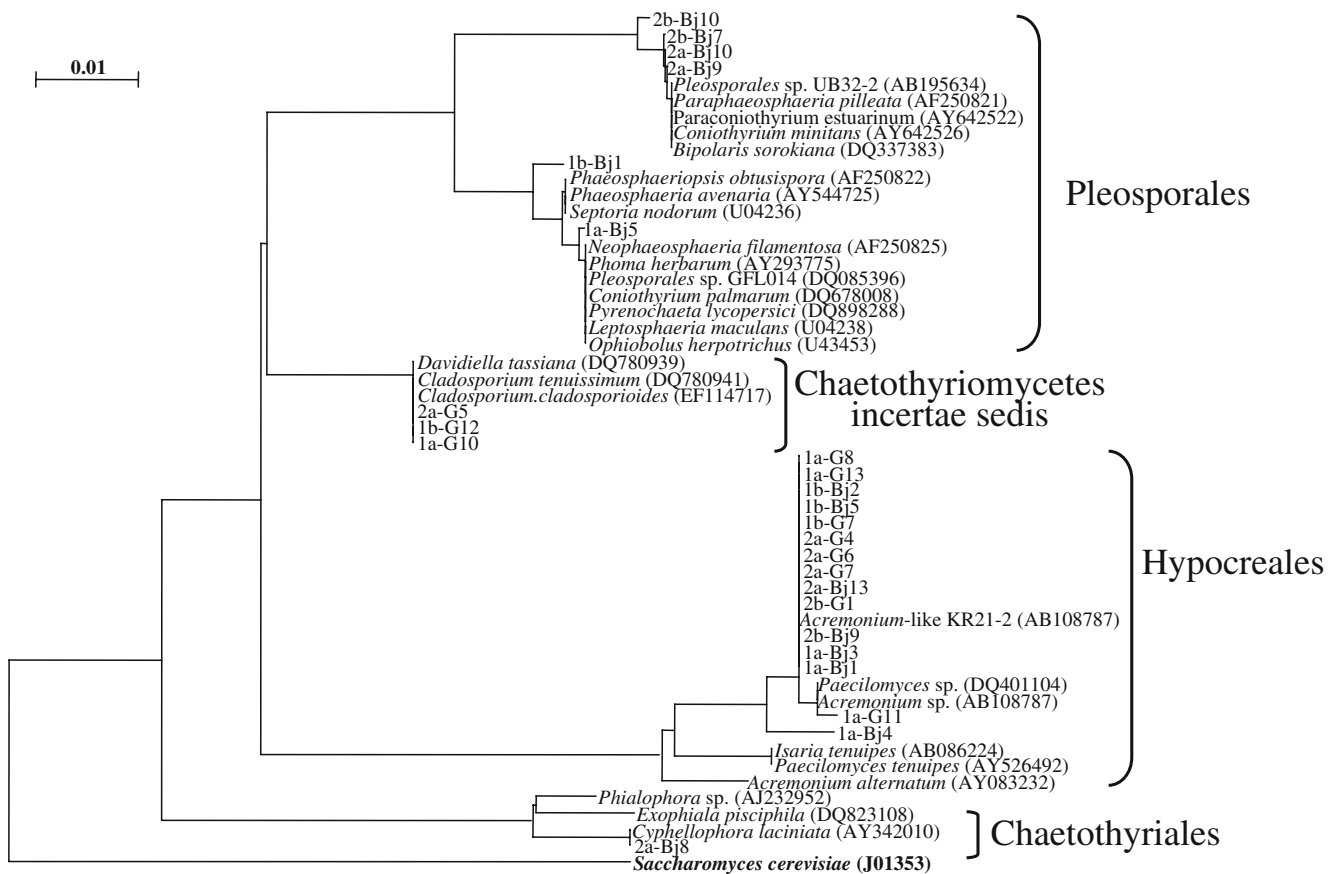 0.01
2b-Bj10
2b-Bj7
2a-Bj10
2a-Bj9
Pleosporales sp. UB32-2 (AB195634)
Paraphaeosphaeria pilleata (AF250821)
Paraconiothyrium estuarinum (AY642522)
Coniothyrium minitans (AY642526)
Bipolaris sorokiana (DQ337383)
1b-Bj1
Phaeosphaeriopsis obtusispora (AF250822)
Phaeosphaeria avenaria (AY544725)
Septoria nodorum (U04236)
1a-Bj5
Neophaeosphaeria filamentosa (AF250825)
Phoma herbarum (AY293775)
Pleosporales sp. GFL014 (DQ085396)
Coniothyrium palmarum (DQ678008)
Pyrenochaeta lycopersici (DQ898288)
Leptosphaeria maculans (U04238)
Ophiobolus herpotrichus (U43453)
Pleosporales
Davidiella tassiana (DQ780939)
Cladosporium tenuissimum (DQ780941)
Cladosporium.cladosporioides (EF114717)
2a-G5
1b-G12
1a-G10
Chaetothyriomycetes
incertae sedis
1a-G8
1a-G13
1b-Bj2
1b-Bj5
1b-G7
2a-G4
2a-G6
2a-G7
2a-Bj13
2b-G1
Acremonium-like KR21-2 (AB108787)
2b-Bj9
1a-Bj3
1a-Bj1
Paecilomyces sp. (DQ401104)
Acremonium sp. (AB108787)
1a-G11
1a-Bj4
Isaria tenuipes (AB086224)
Paecilomyces tenuipes (AY526492)
Acremonium alternatum (AY083232)
Hypocreales
Phialophora sp. (AJ232952)
Exophiala pisciphila (DQ823108)
Cyphellophora laciniata (AY342010)
2a-Bj8
Chaetothyriales
Saccharomyces cerevisiae (J01353)